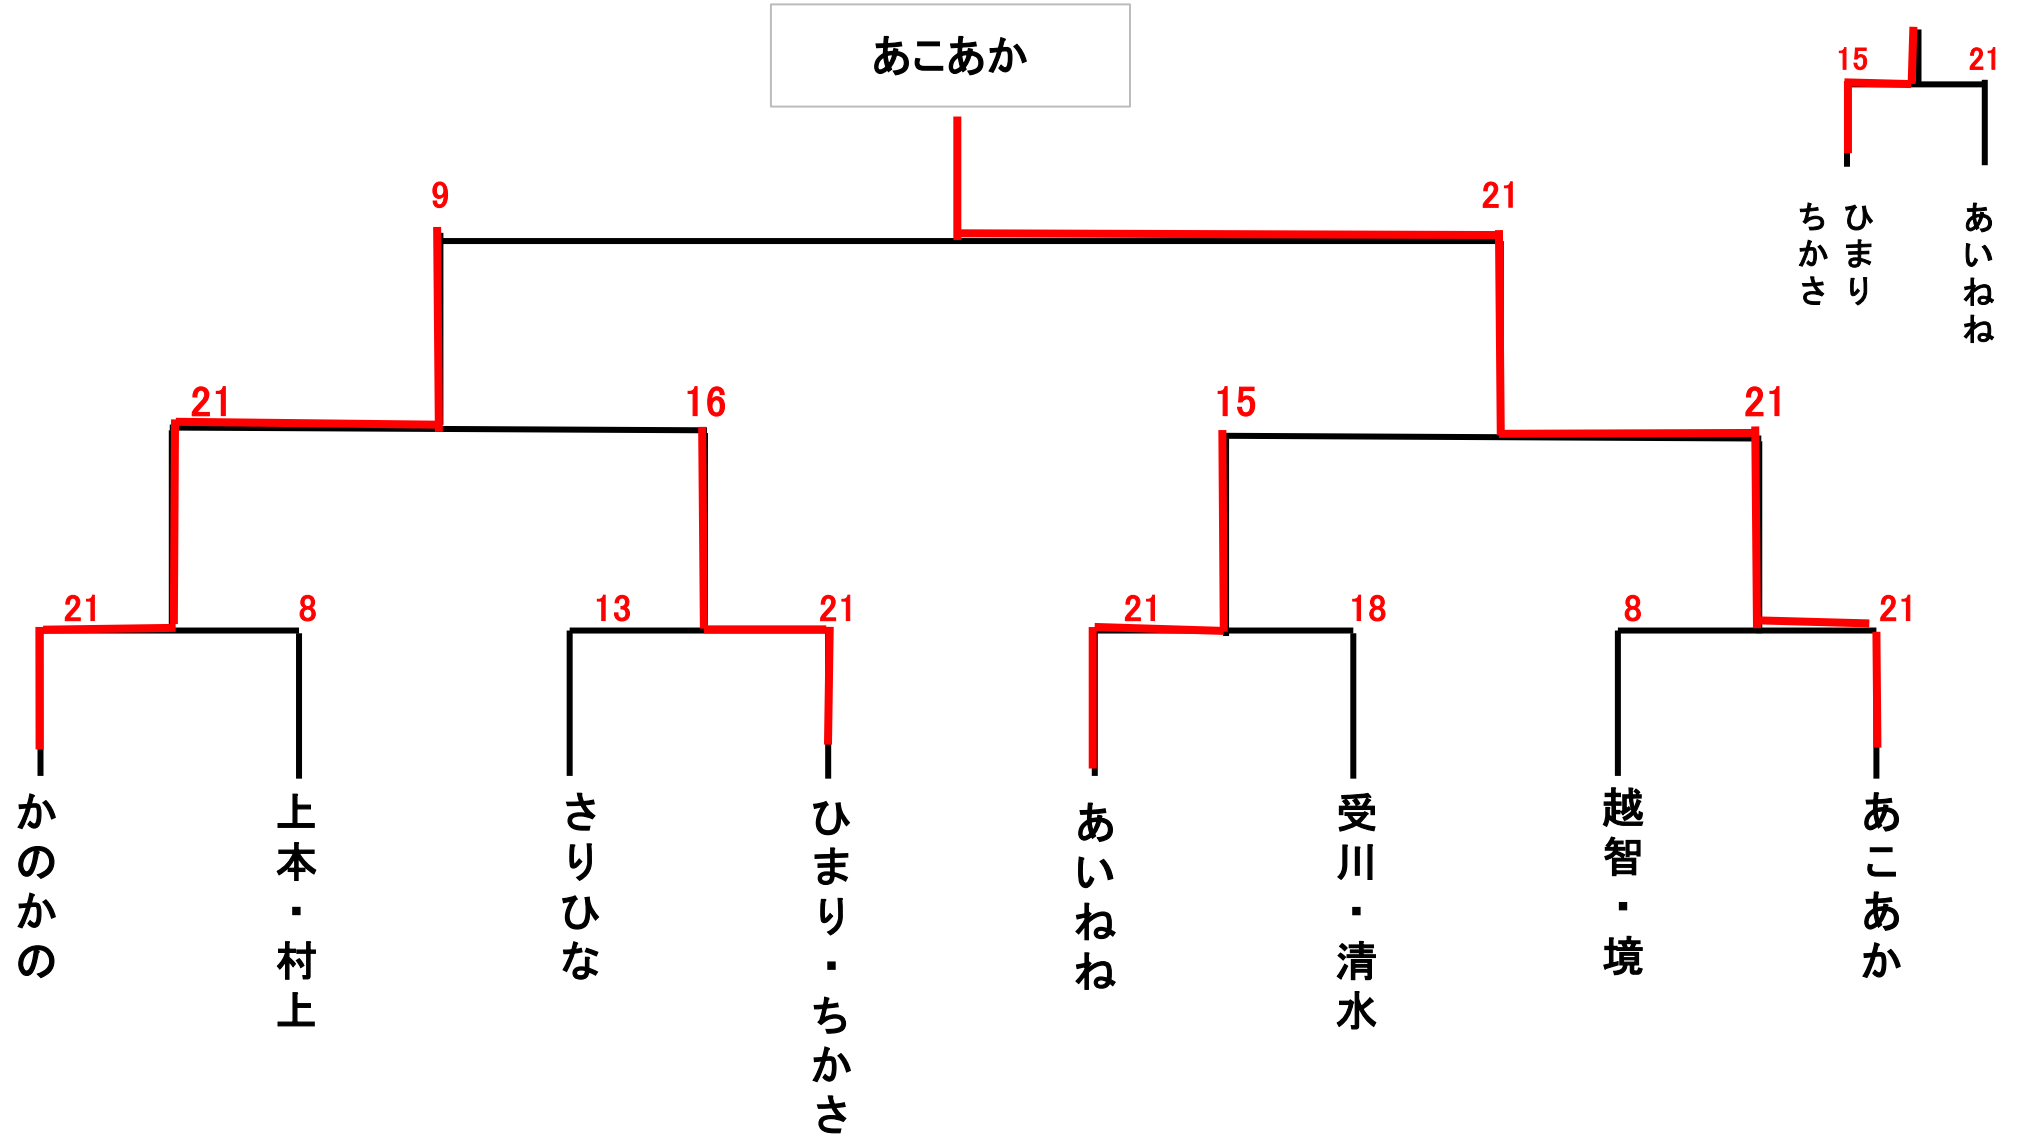 あこあか
15 21
9 21
ひまり
ちかさ
あいねね
21 16 15 21
21 8 13 21 21 18 8 21
かのかの
上本・村上
さりひな
ひまり・ちかさ
あいねね
受川・清水
越智・境
あこあか